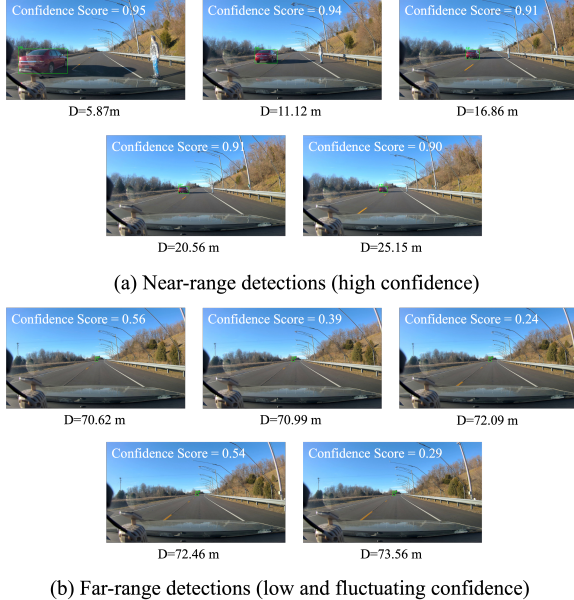 Confidence Score = 0.95
Confidence Score = 0.94
Confidence Score = 0.91
D=5.87m
D=11.12 m
D=16.86 m
Confidence Score = 0.91
Confidence Score = 0.90
D=20.56 m
D=25.15 m
(a) Near-range detections (high confidence)
Confidence Score = 0.56
Confidence Score = 0.39
Confidence Score = 0.24
D=70.62 m
D=70.99 m
D=72.09 m
Confidence Score = 0.54
Confidence Score = 0.29
D=72.46 m
D=73.56 m
(b) Far-range detections (low and fluctuating confidence)